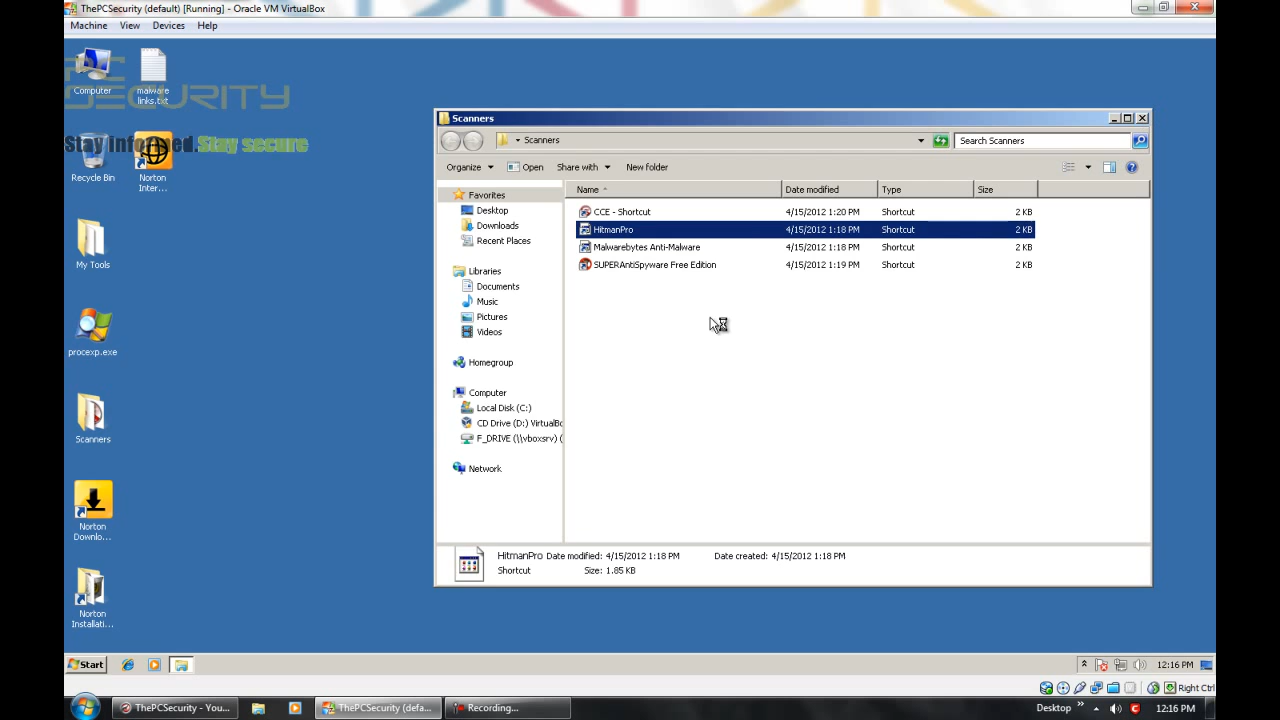 ThePCSecurity (default) [Running] - Oracle VM VirtualBox
Machine View Devices Help
Computer
malware links.txt
PC SECURITY
Stay Informed. Stay secure
Recycle Bin
Norton Inter...
My Tools
procexp.exe
Scanners
Norton Downlo...
Norton Installati...
Scanners
Scanners
Search Scanners
Organize Open Share with New folder
Name Date modified Type Size
Favorites
Desktop
Downloads
Recent Places
Libraries
Documents
Music
Pictures
Videos
Homegroup
Computer
Local Disk (C:)
CD Drive (D:) VirtualBo
F_DRIVE (\\vboxsrv) (
Network
CCE - Shortcut 4/15/2012 1:20 PM Shortcut 2 KB
HitmanPro 4/15/2012 1:18 PM Shortcut 2 KB
Malwarebytes Anti-Malware 4/15/2012 1:18 PM Shortcut 2 KB
SUPERAntiSpyware Free Edition 4/15/2012 1:19 PM Shortcut 2 KB
HitmanPro Date modified: 4/15/2012 1:18 PM Date created: 4/15/2012 1:18 PM
Shortcut Size: 1.85 KB
Start 12:16 PM
Right Ctrl
ThePCSecurity - You... ThePCSecurity (defa... Recording... Desktop 12:16 PM